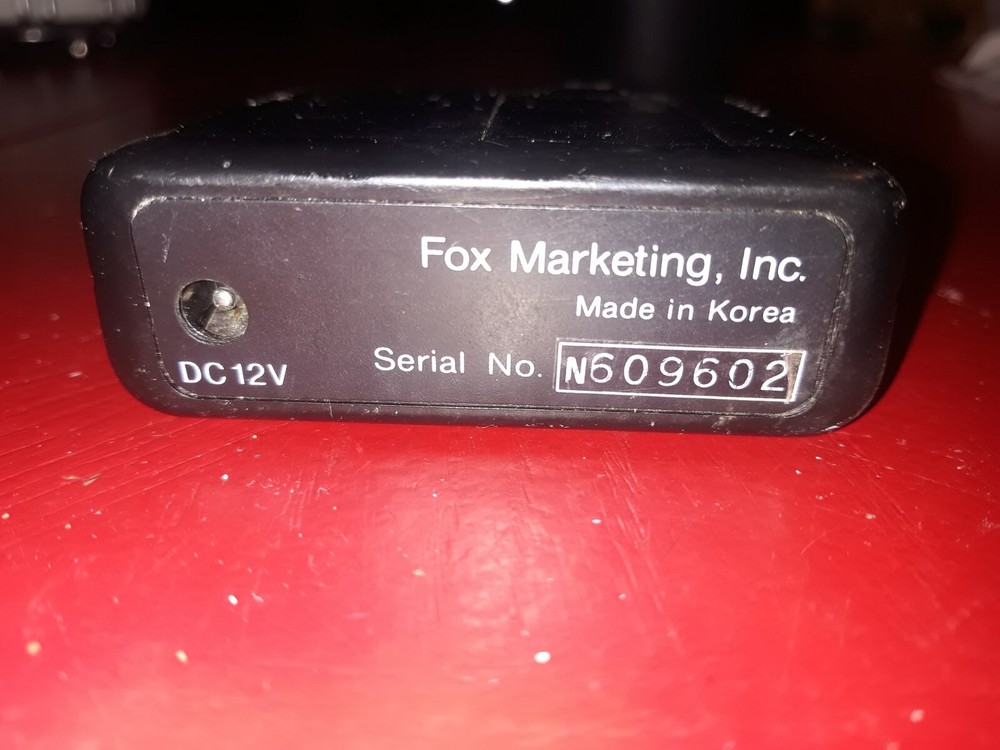 Fox Marketing, Inc.
Made in Korea
Serial No. N609602
DC12V